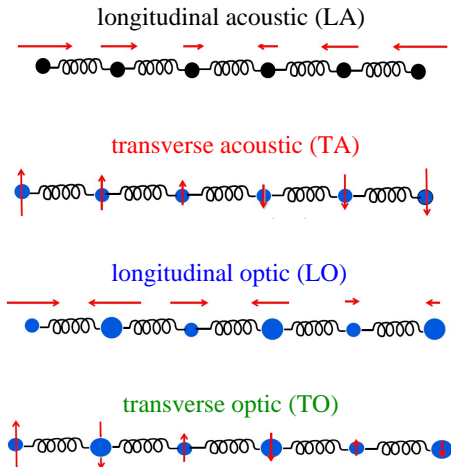 longitudinal acoustic (LA)
transverse acoustic (TA)
longitudinal optic (LO)
transverse optic (TO)